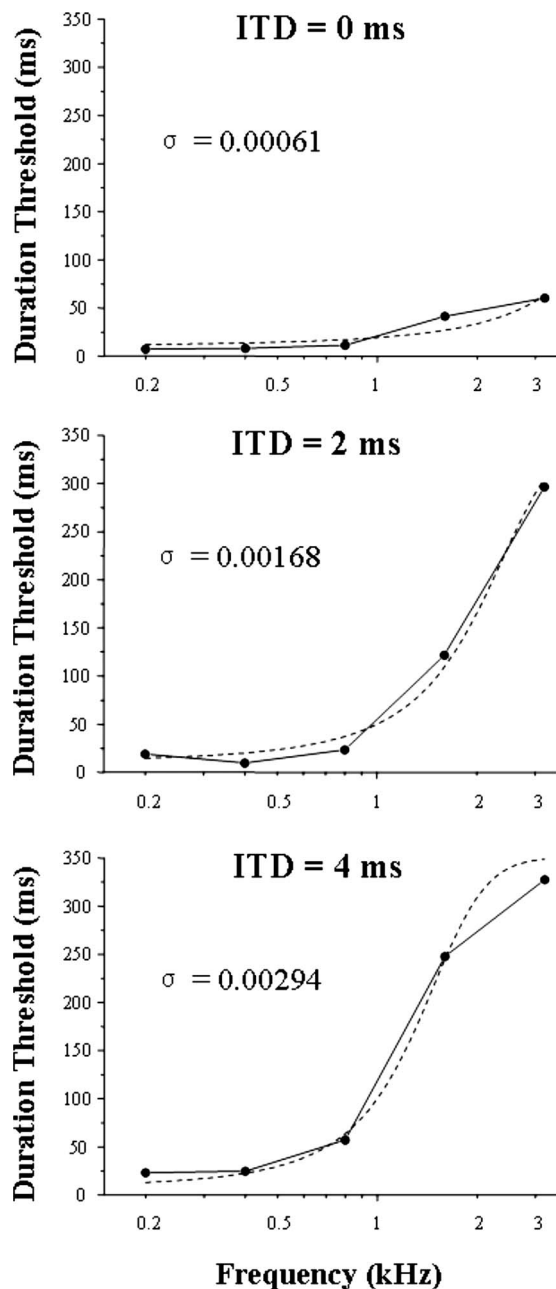 ITD = 0 ms
Duration Threshold (ms)
350
300
250
200
150
100
50
0
σ = 0.00061
0.2 0.5 1 2 3
ITD = 2 ms
Duration Threshold (ms)
350
300
250
200
150
100
50
0
σ = 0.00168
0.2 0.5 1 2 3
ITD = 4 ms
Duration Threshold (ms)
350
300
250
200
150
100
50
0
σ = 0.00294
0.2 0.5 1 2 3
Frequency (kHz)